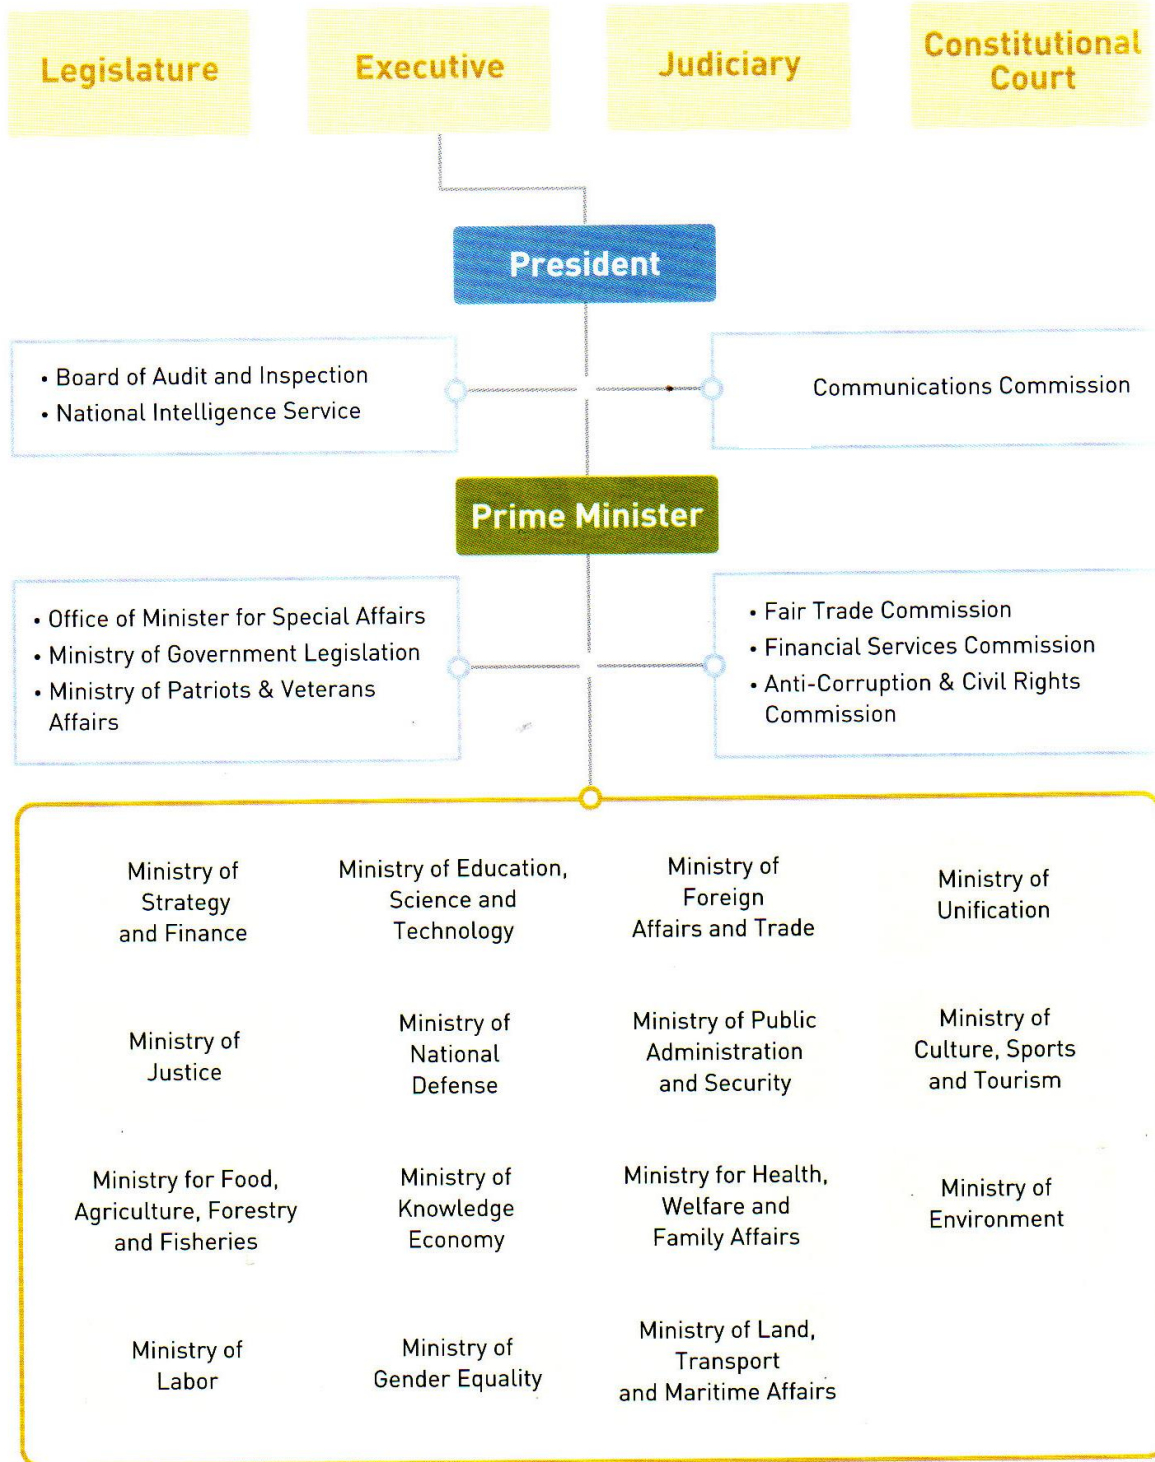 Legislature
Executive
Judiciary
Constitutional
Court
President
• Board of Audit and Inspection
• National Intelligence Service
Communications Commission
Prime Minister
• Office of Minister for Special Affairs
• Ministry of Government Legislation
• Ministry of Patriots & Veterans
Affairs
• Fair Trade Commission
• Financial Services Commission
• Anti-Corruption & Civil Rights
Commission
Ministry of
Strategy
and Finance
Ministry of Education,
Science and
Technology
Ministry of
Foreign
Affairs and Trade
Ministry of
Unification
Ministry of
Justice
Ministry of
National
Defense
Ministry of Public
Administration
and Security
Ministry of
Culture, Sports
and Tourism
Ministry for Food,
Agriculture, Forestry
and Fisheries
Ministry of
Knowledge
Economy
Ministry for Health,
Welfare and
Family Affairs
Ministry of
Environment
Ministry of
Labor
Ministry of
Gender Equality
Ministry of Land,
Transport
and Maritime Affairs